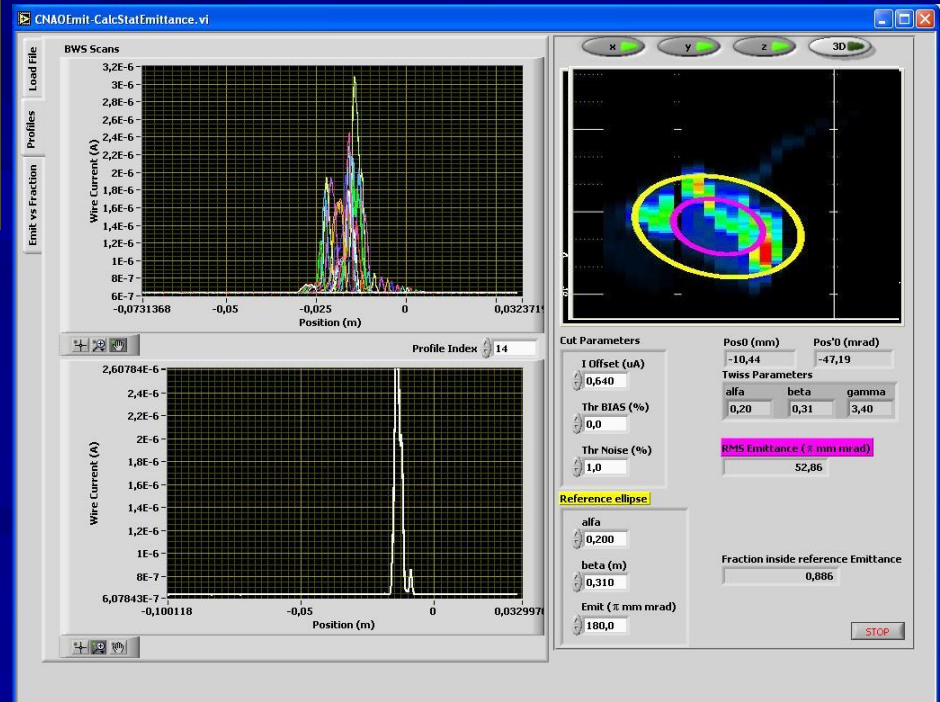 CNAOEmit-CalcStatEmittance.vi
Load File
Profiles
Emit vs Fraction
BWS Scans
3,2E-6
3E-6
2,8E-6
2,6E-6
2,4E-6
2,2E-6
2E-6
1,8E-6
1,6E-6
1,4E-6
1,2E-6
1E-6
8E-7
6E-7
Wire Current (A)
-0,0731368 -0,05 -0,025 0 0,0323719
Position (m)
Profile Index 14
2,60784E-6
2,4E-6
2,2E-6
2E-6
1,8E-6
1,6E-6
1,4E-6
1,2E-6
1E-6
8E-7
6,07843E-7
Wire Current (A)
-0,100118 -0,05 0 0,0329970
Position (m)
x y z 3D
Cut Parameters
I Offset (uA)
0,640
Thr BIAS (%)
0,0
Thr Noise (%)
1,0
Reference ellipse
alfa
0,200
beta (m)
0,310
Emit (π mm mrad)
180,0
Pos0 (mm) Pos'0 (mrad)
-10,44 -47,19
Twiss Parameters
alfa beta gamma
0,20 0,31 3,40
RMS Emittance (π mm mrad)
52,86
Fraction inside reference Emittance
0,886
STOP